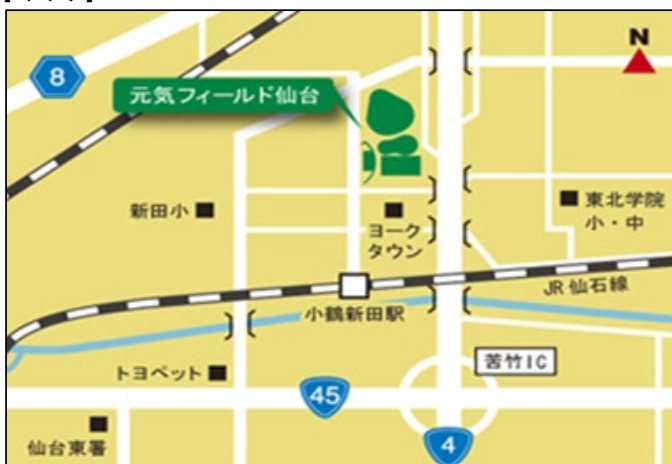 N
8
元気フィールド仙台
新田小
ヨーク
タウン
東北学院
小・中
JR 仙石線
小鶴新田駅
トヨペット
苦竹IC
45
4
仙台東署